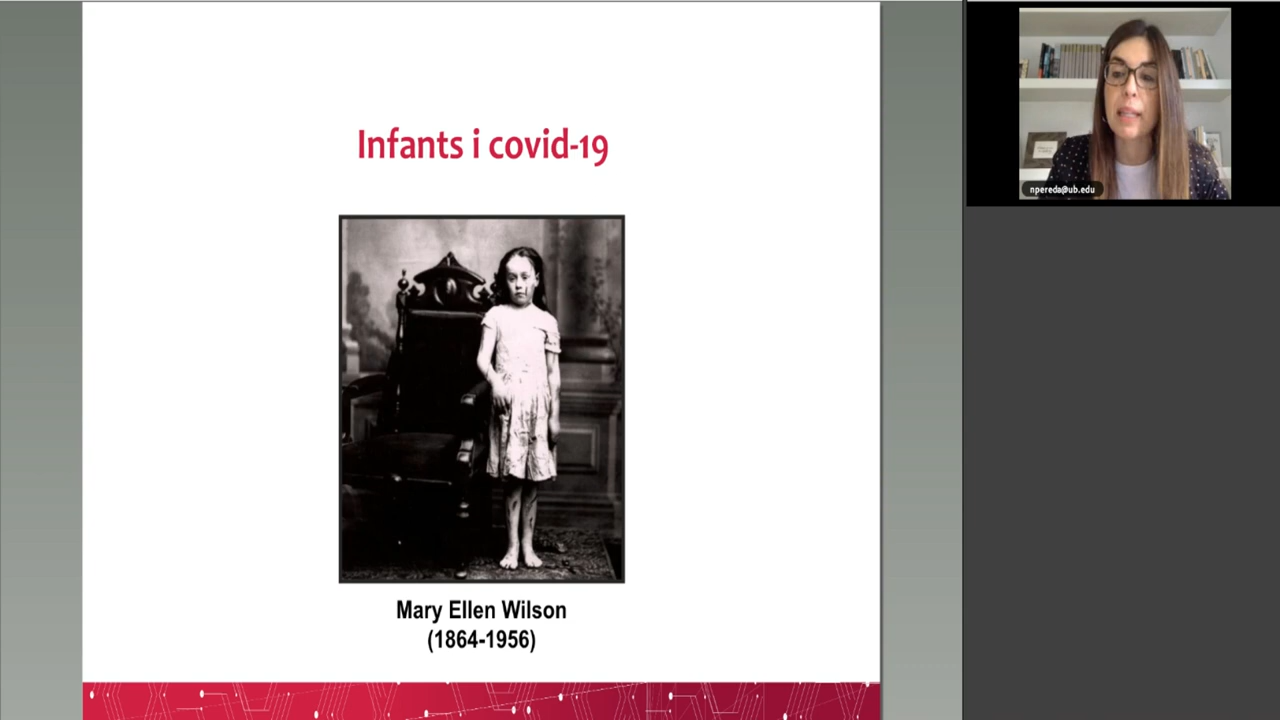 Infants i covid-19
Mary Ellen Wilson
(1864-1956)
npereda@ub.edu